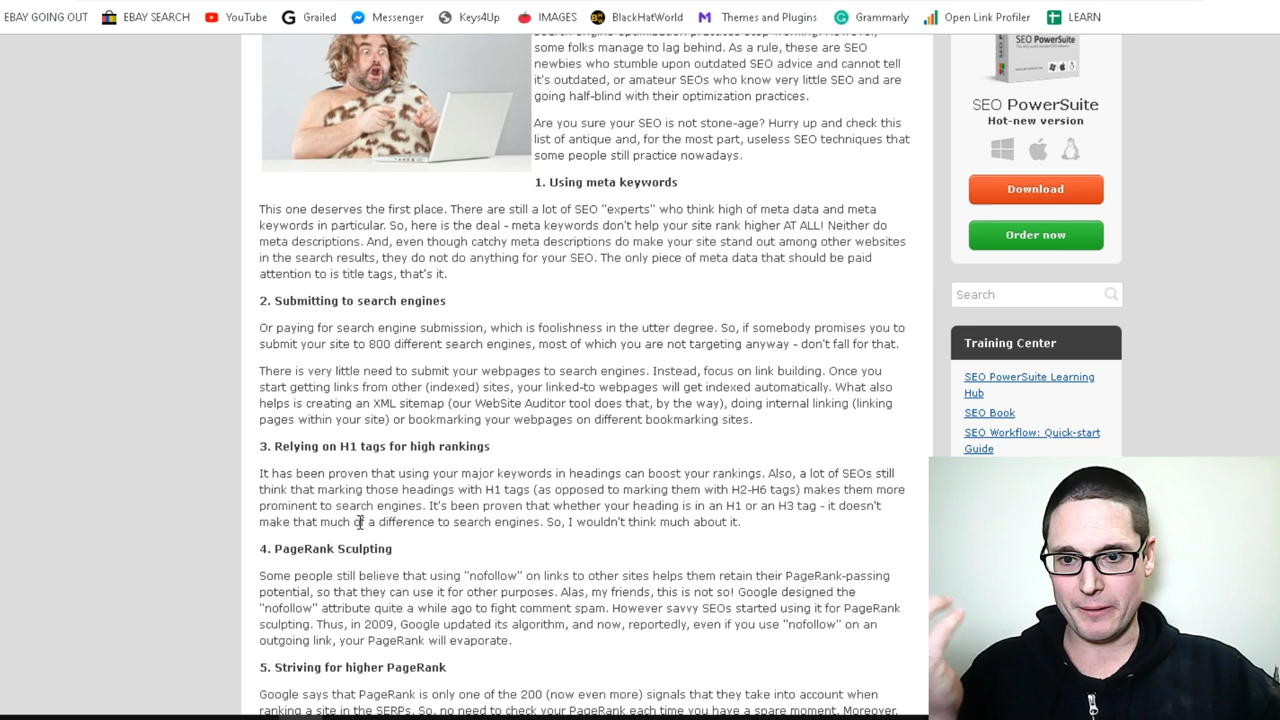 EBAY GOING OUT EBAY SEARCH YouTube Grailed Messenger Keys4Up IMAGES BlackHatWorld Themes and Plugins Grammarly Open Link Profiler LEARN
some folks manage to lag behind. As a rule, these are SEO
newbies who stumble upon outdated SEO advice and cannot tell
it's outdated, or amateur SEOs who know very little SEO and are
going half-blind with their optimization practices.
Are you sure your SEO is not stone-age? Hurry up and check this
list of antique and, for the most part, useless SEO techniques that
some people still practice nowadays.
1. Using meta keywords
This one deserves the first place. There are still a lot of SEO "experts" who think high of meta data and meta
keywords in particular. So, here is the deal - meta keywords don't help your site rank higher AT ALL! Neither do
meta descriptions. And, even though catchy meta descriptions do make your site stand out among other websites
in the search results, they do not do anything for your SEO. The only piece of meta data that should be paid
attention to is title tags, that's it.
2. Submitting to search engines
Or paying for search engine submission, which is foolishness in the utter degree. So, if somebody promises you to
submit your site to 800 different search engines, most of which you are not targeting anyway - don't fall for that.
There is very little need to submit your webpages to search engines. Instead, focus on link building. Once you
start getting links from other (indexed) sites, your linked-to webpages will get indexed automatically. What also
helps is creating an XML sitemap (our WebSite Auditor tool does that, by the way), doing internal linking (linking
pages within your site) or bookmarking your webpages on different bookmarking sites.
3. Relying on H1 tags for high rankings
It has been proven that using your major keywords in headings can boost your rankings. Also, a lot of SEOs still
think that marking those headings with H1 tags (as opposed to marking them with H2-H6 tags) makes them more
prominent to search engines. It's been proven that whether your heading is in an H1 or an H3 tag - it doesn't
make that much of a difference to search engines. So, I wouldn't think much about it.
4. PageRank Sculpting
Some people still believe that using "nofollow" on links to other sites helps them retain their PageRank-passing
potential, so that they can use it for other purposes. Alas, my friends, this is not so! Google designed the
"nofollow" attribute quite a while ago to fight comment spam. However savvy SEOs started using it for PageRank
sculpting. Thus, in 2009, Google updated its algorithm, and now, reportedly, even if you use "nofollow" on an
outgoing link, your PageRank will evaporate.
5. Striving for higher PageRank
Google says that PageRank is only one of the 200 (now even more) signals that they take into account when
ranking a site in the SERPs. So, no need to check your PageRank each time you have a spare moment. Moreover,
SEO PowerSuite
SEO PowerSuite
Hot-new version
Download
Order now
Search
Training Center
SEO PowerSuite Learning
Hub
SEO Book
SEO Workflow: Quick-start
Guide